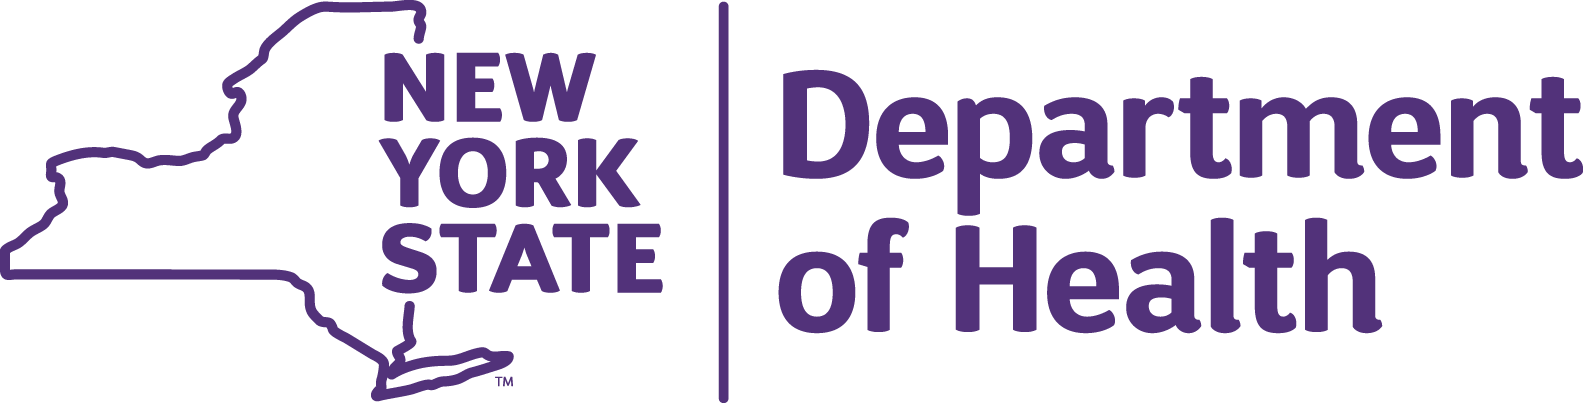 NEW
YORK
STATE
TM
Department
of Health